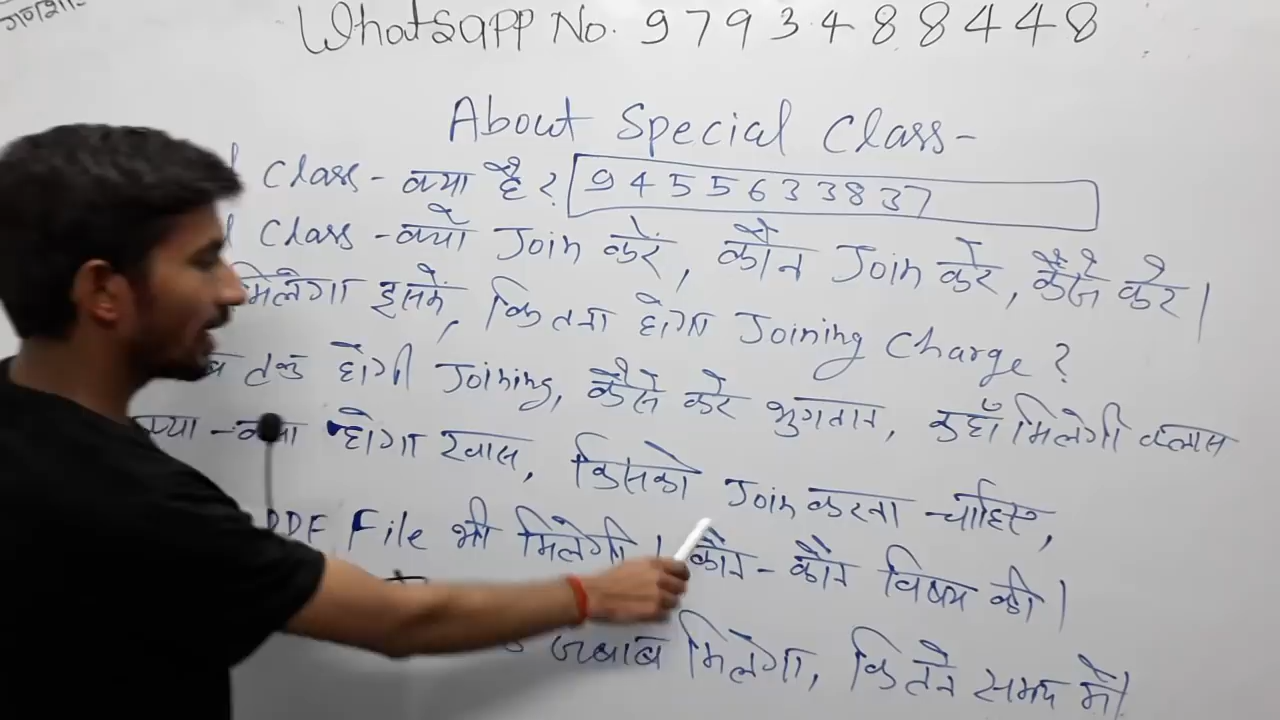 Whatsapp No. 9793488448
About Special Class-
Class - क्या है ? 9455633837
Class - क्यों Join करें, कौन Join करे, कैसे करे।
मिलेगा इसमें, कितना होगा Joining Charge ?
तक होगी Joining, कैसे करे भुगतान, कहाँ मिलेगी क्लास
क्या - क्या होगा खास, किसको Join करना चाहिए,
PDF File भी मिलेगी। कौन - कौन विषय की।
जबाब मिलेगा, कितने समय में।